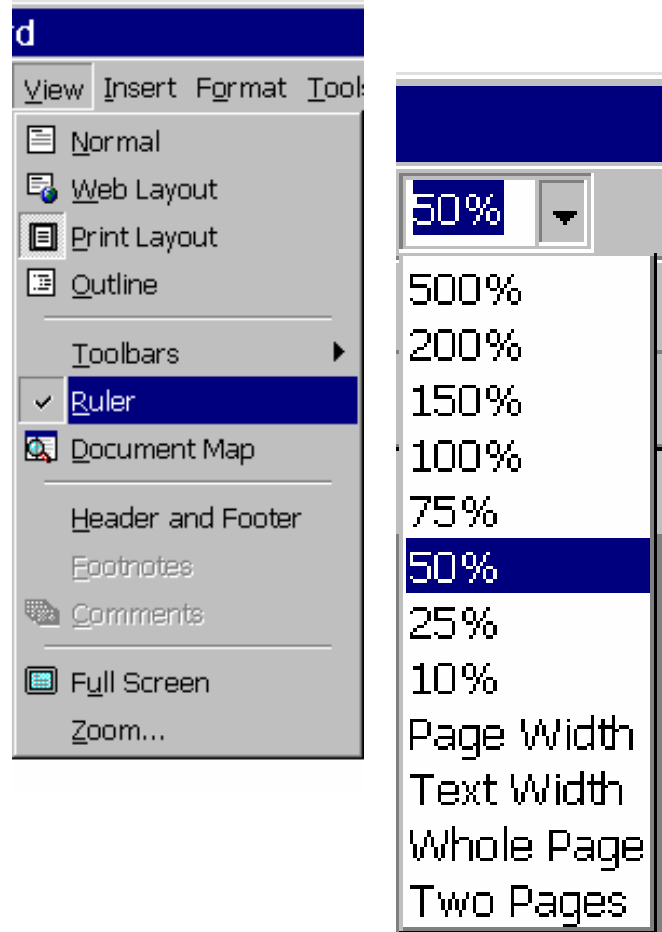 rd
View Insert Format Tool
Normal
Web Layout
Print Layout
Outline
Toolbars
Ruler
Document Map
Header and Footer
Footnotes
Comments
Full Screen
Zoom...
50%
500%
200%
150%
100%
75%
50%
25%
10%
Page Width
Text Width
Whole Page
Two Pages